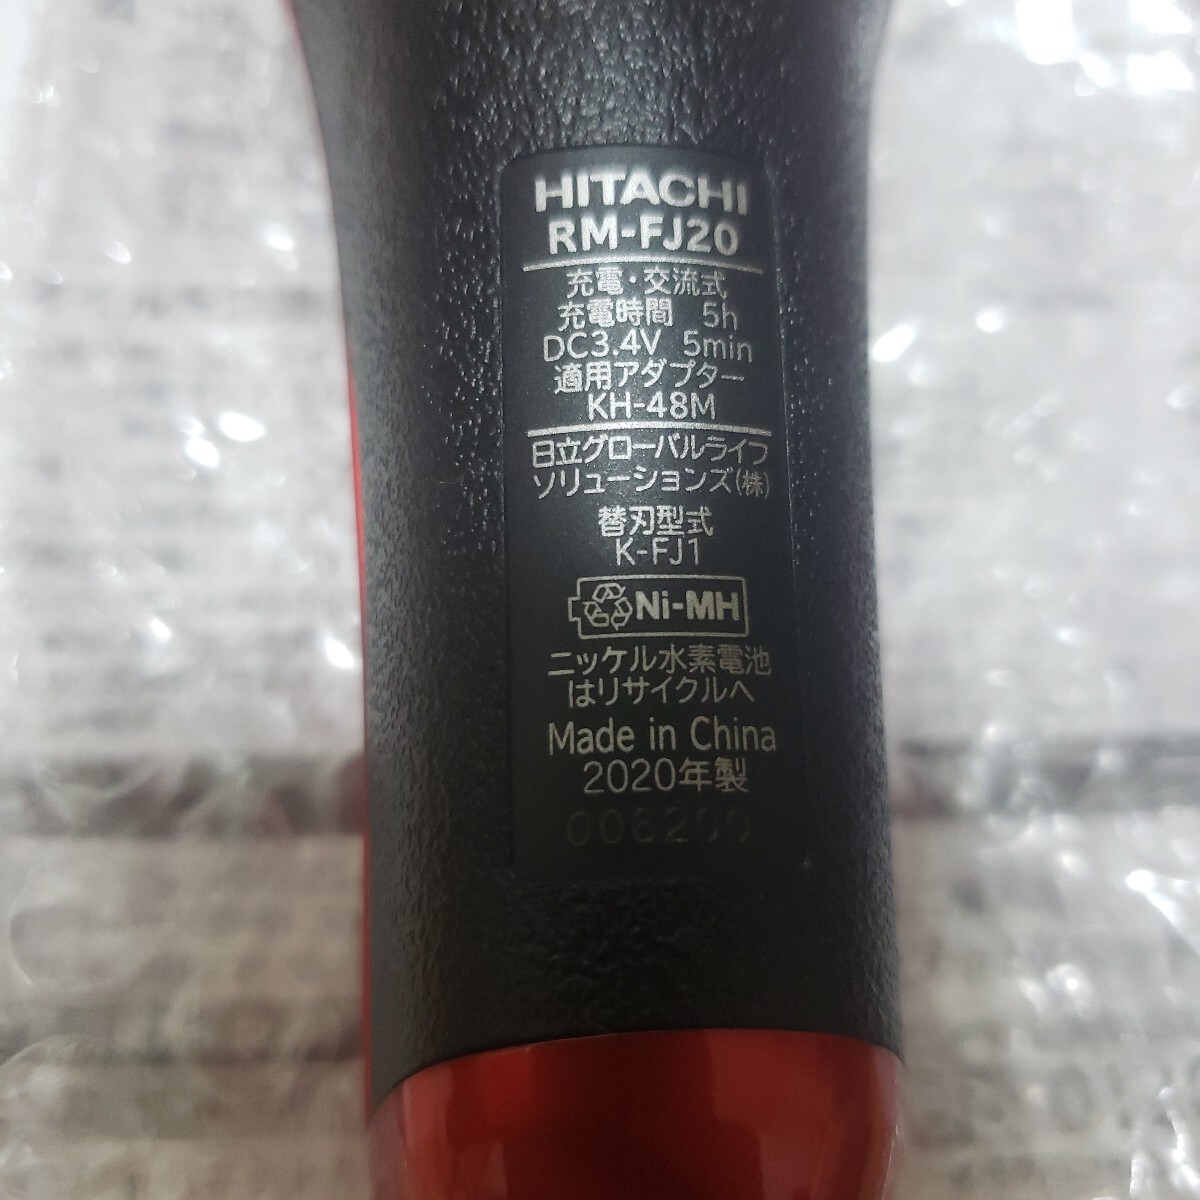 HITACHI
RM-FJ20
充電・交流式
充電時間 5h
DC3.4V 5min
適用アダプター
KH-48M
日立グローバルライフ
ソリューションズ(株)
替刃型式
K-FJ1
Ni-MH
ニッケル水素電池
はリサイクルへ
Made in China
2020年製
006200